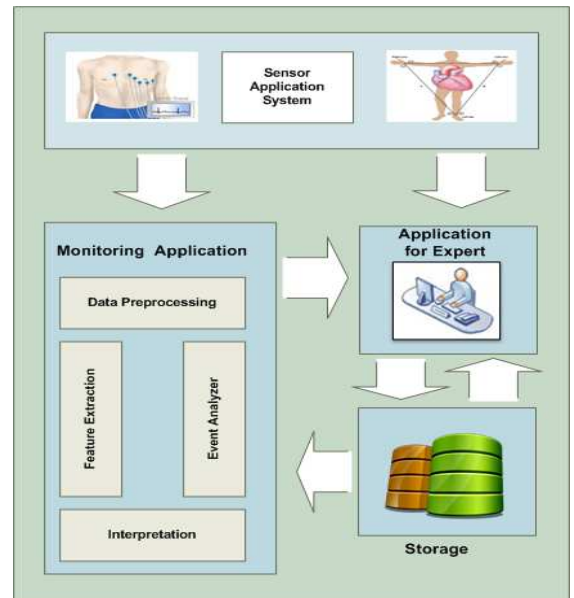 Sensor
Application
System
Monitoring Application
Data Preprocessing
Feature Extraction
Event Analyzer
Interpretation
Application
for Expert
Storage